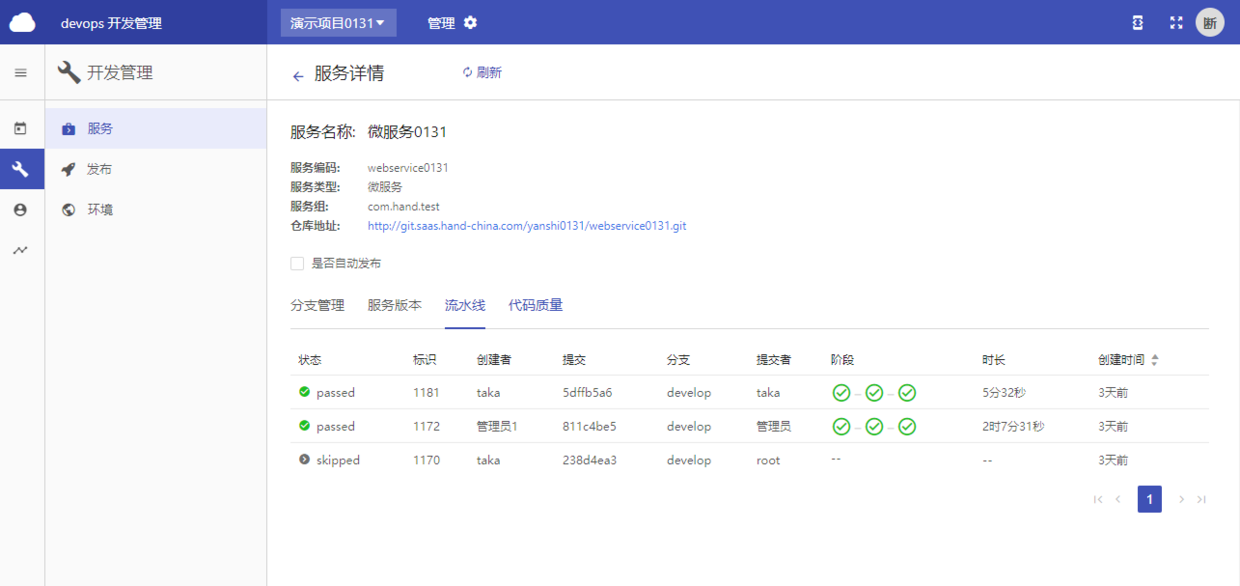 devops 开发管理 演示项目0131 管理 断
开发管理 服务详情 刷新
服务
发布
环境
服务名称: 微服务0131
服务编码: webservice0131
服务类型: 微服务
服务组: com.hand.test
仓库地址: http://git.saas.hand-china.com/yanshi0131/webservice0131.git
是否自动发布
分支管理 服务版本 流水线 代码质量
状态 标识 创建者 提交 分支 提交者 阶段 时长 创建时间
passed 1181 taka 5dffb5a6 develop taka 5分32秒 3天前
passed 1172 管理员1 811c4be5 develop 管理员 2时7分31秒 3天前
skipped 1170 taka 238d4ea3 develop root -- -- 3天前
1